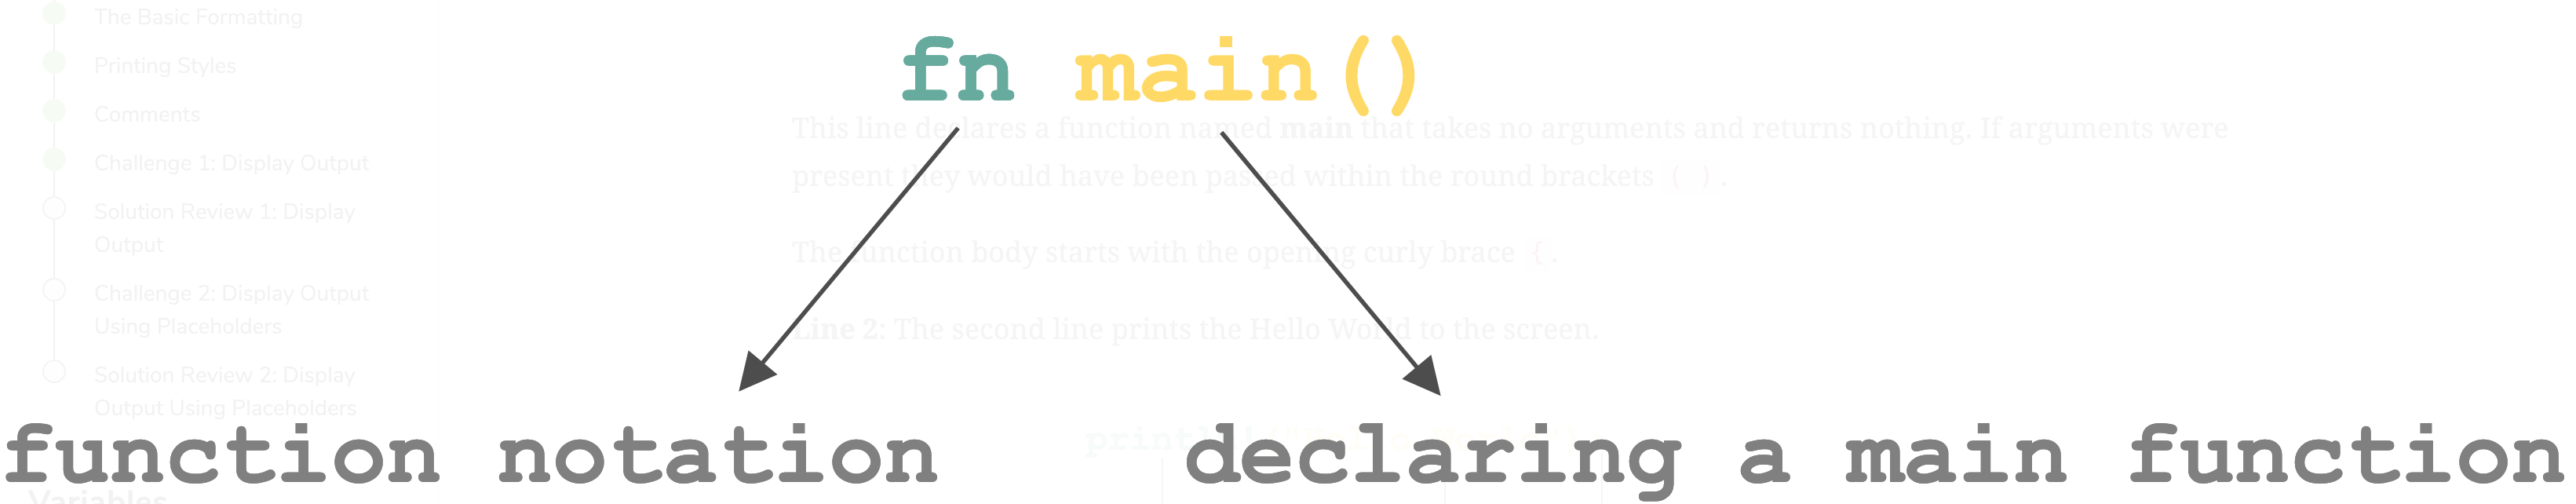 The Basic Formatting
Printing Styles
Comments
Challenge 1: Display Output
Solution Review 1: Display
Output
Challenge 2: Display Output
Using Placeholders
Solution Review 2: Display
Output Using Placeholders
Variables
fn main()
This line declares a function named main that takes no arguments and returns nothing. If arguments were
present they would have been passed within the round brackets ( ).
The function body starts with the opening curly brace {.
Line 2: The second line prints the Hello World to the screen.
function notation
declaring a main function